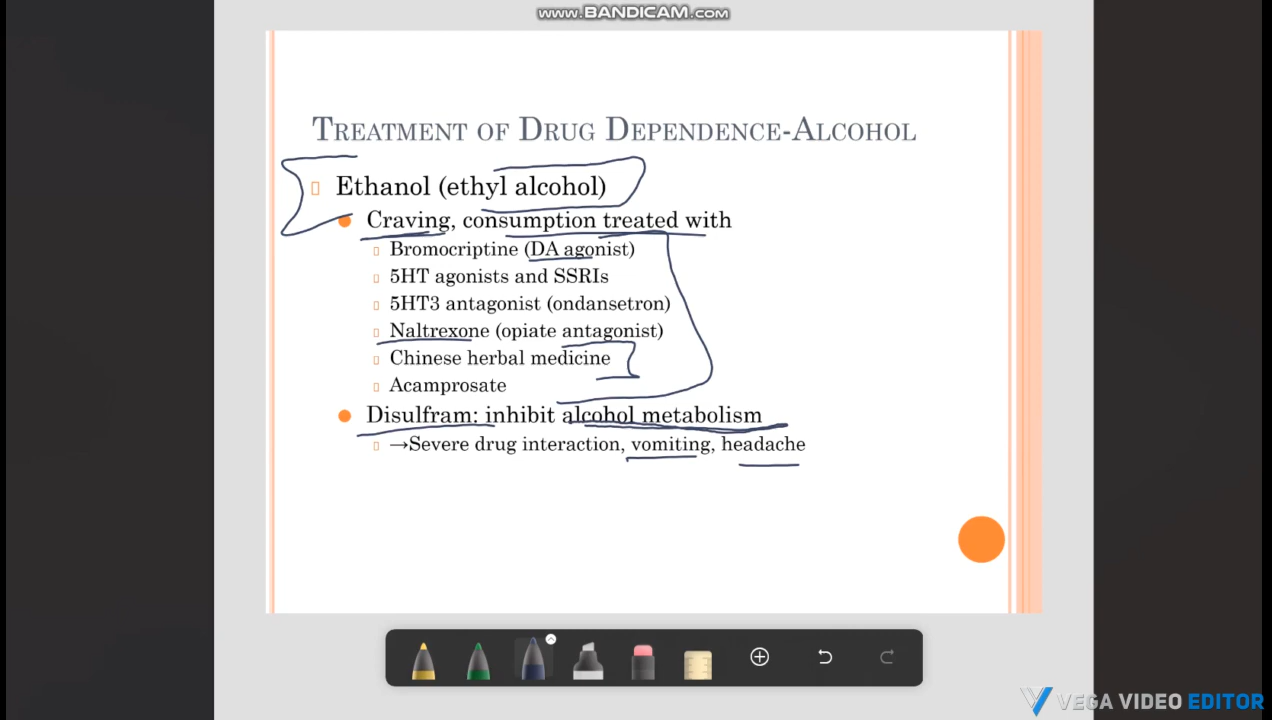 www.BANDICAM.com
TREATMENT OF DRUG DEPENDENCE-ALCOHOL
Ethanol (ethyl alcohol)
Craving, consumption treated with
Bromocriptine (DA agonist)
5HT agonists and SSRIs
5HT3 antagonist (ondansetron)
Naltrexone (opiate antagonist)
Chinese herbal medicine
Acamprosate
Disulfram: inhibit alcohol metabolism
→Severe drug interaction, vomiting, headache
VEGA VIDEO EDITOR